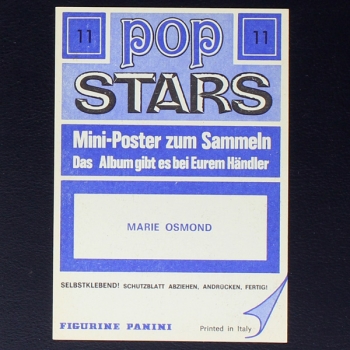 11 pop 11
STARS
Mini-Poster zum Sammeln
Das Album gibt es bei Eurem Händler
MARIE OSMOND
SELBSTKLEBEND! SCHUTZBLATT ABZIEHEN, ANDRÜCKEN, FERTIG!
FIGURINE PANINI Printed in Italy